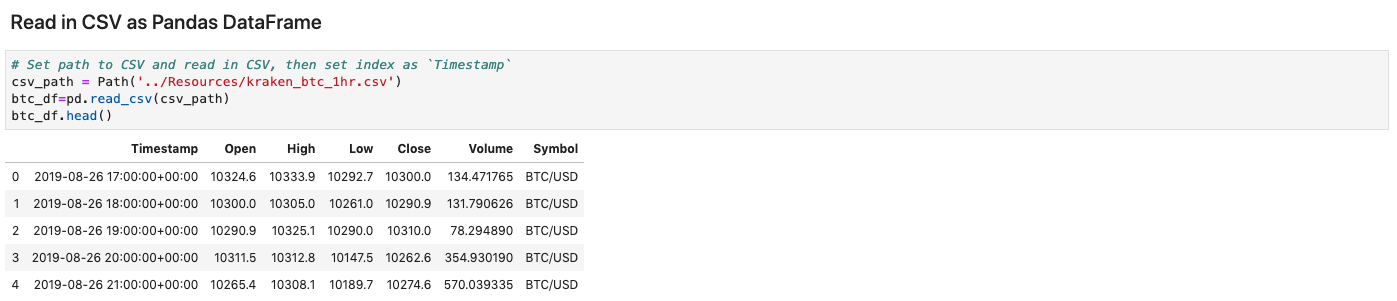 Read in CSV as Pandas DataFrame
# Set path to CSV and read in CSV, then set index as `Timestamp`
csv_path = Path('../Resources/kraken_btc_1hr.csv')
btc_df=pd.read_csv(csv_path)
btc_df.head()
Timestamp Open High Low Close Volume Symbol
0 2019-08-26 17:00:00+00:00 10324.6 10333.9 10292.7 10300.0 134.471765 BTC/USD
1 2019-08-26 18:00:00+00:00 10300.0 10305.0 10261.0 10290.9 131.790626 BTC/USD
2 2019-08-26 19:00:00+00:00 10290.9 10325.1 10290.0 10310.0 78.294890 BTC/USD
3 2019-08-26 20:00:00+00:00 10311.5 10312.8 10147.5 10262.6 354.930190 BTC/USD
4 2019-08-26 21:00:00+00:00 10265.4 10308.1 10189.7 10274.6 570.039335 BTC/USD